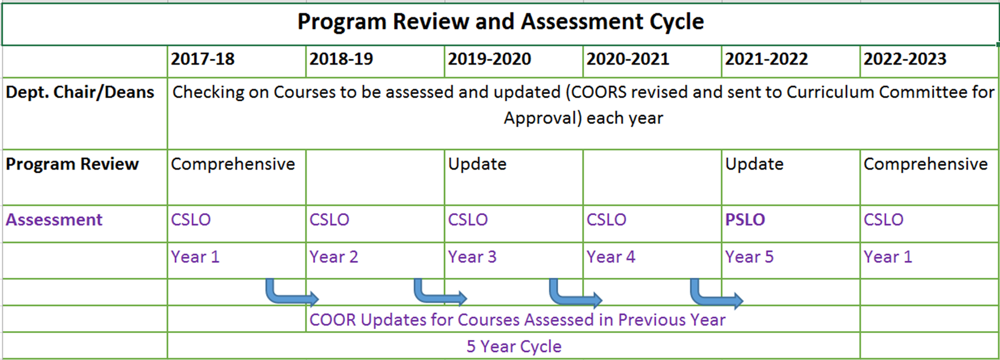 Program Review and Assessment Cycle
2017-18 2018-19 2019-2020 2020-2021 2021-2022 2022-2023
Dept. Chair/Deans Checking on Courses to be assessed and updated (COORS revised and sent to Curriculum Committee for
Approval) each year
Program Review Comprehensive Update Update Comprehensive
Assessment CSLO CSLO CSLO CSLO PSLO CSLO
Year 1 Year 2 Year 3 Year 4 Year 5 Year 1
COOR Updates for Courses Assessed in Previous Year
5 Year Cycle